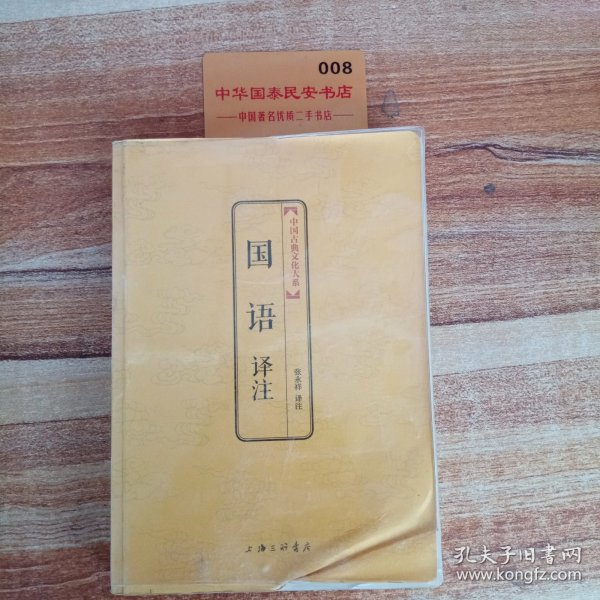 008
中华国泰民安书店
——中国著名优质二手书店——
中国古典文化大系
国语 译注
张永祥 译注
上海三联书店
孔夫子旧书网
www.kongfz.com